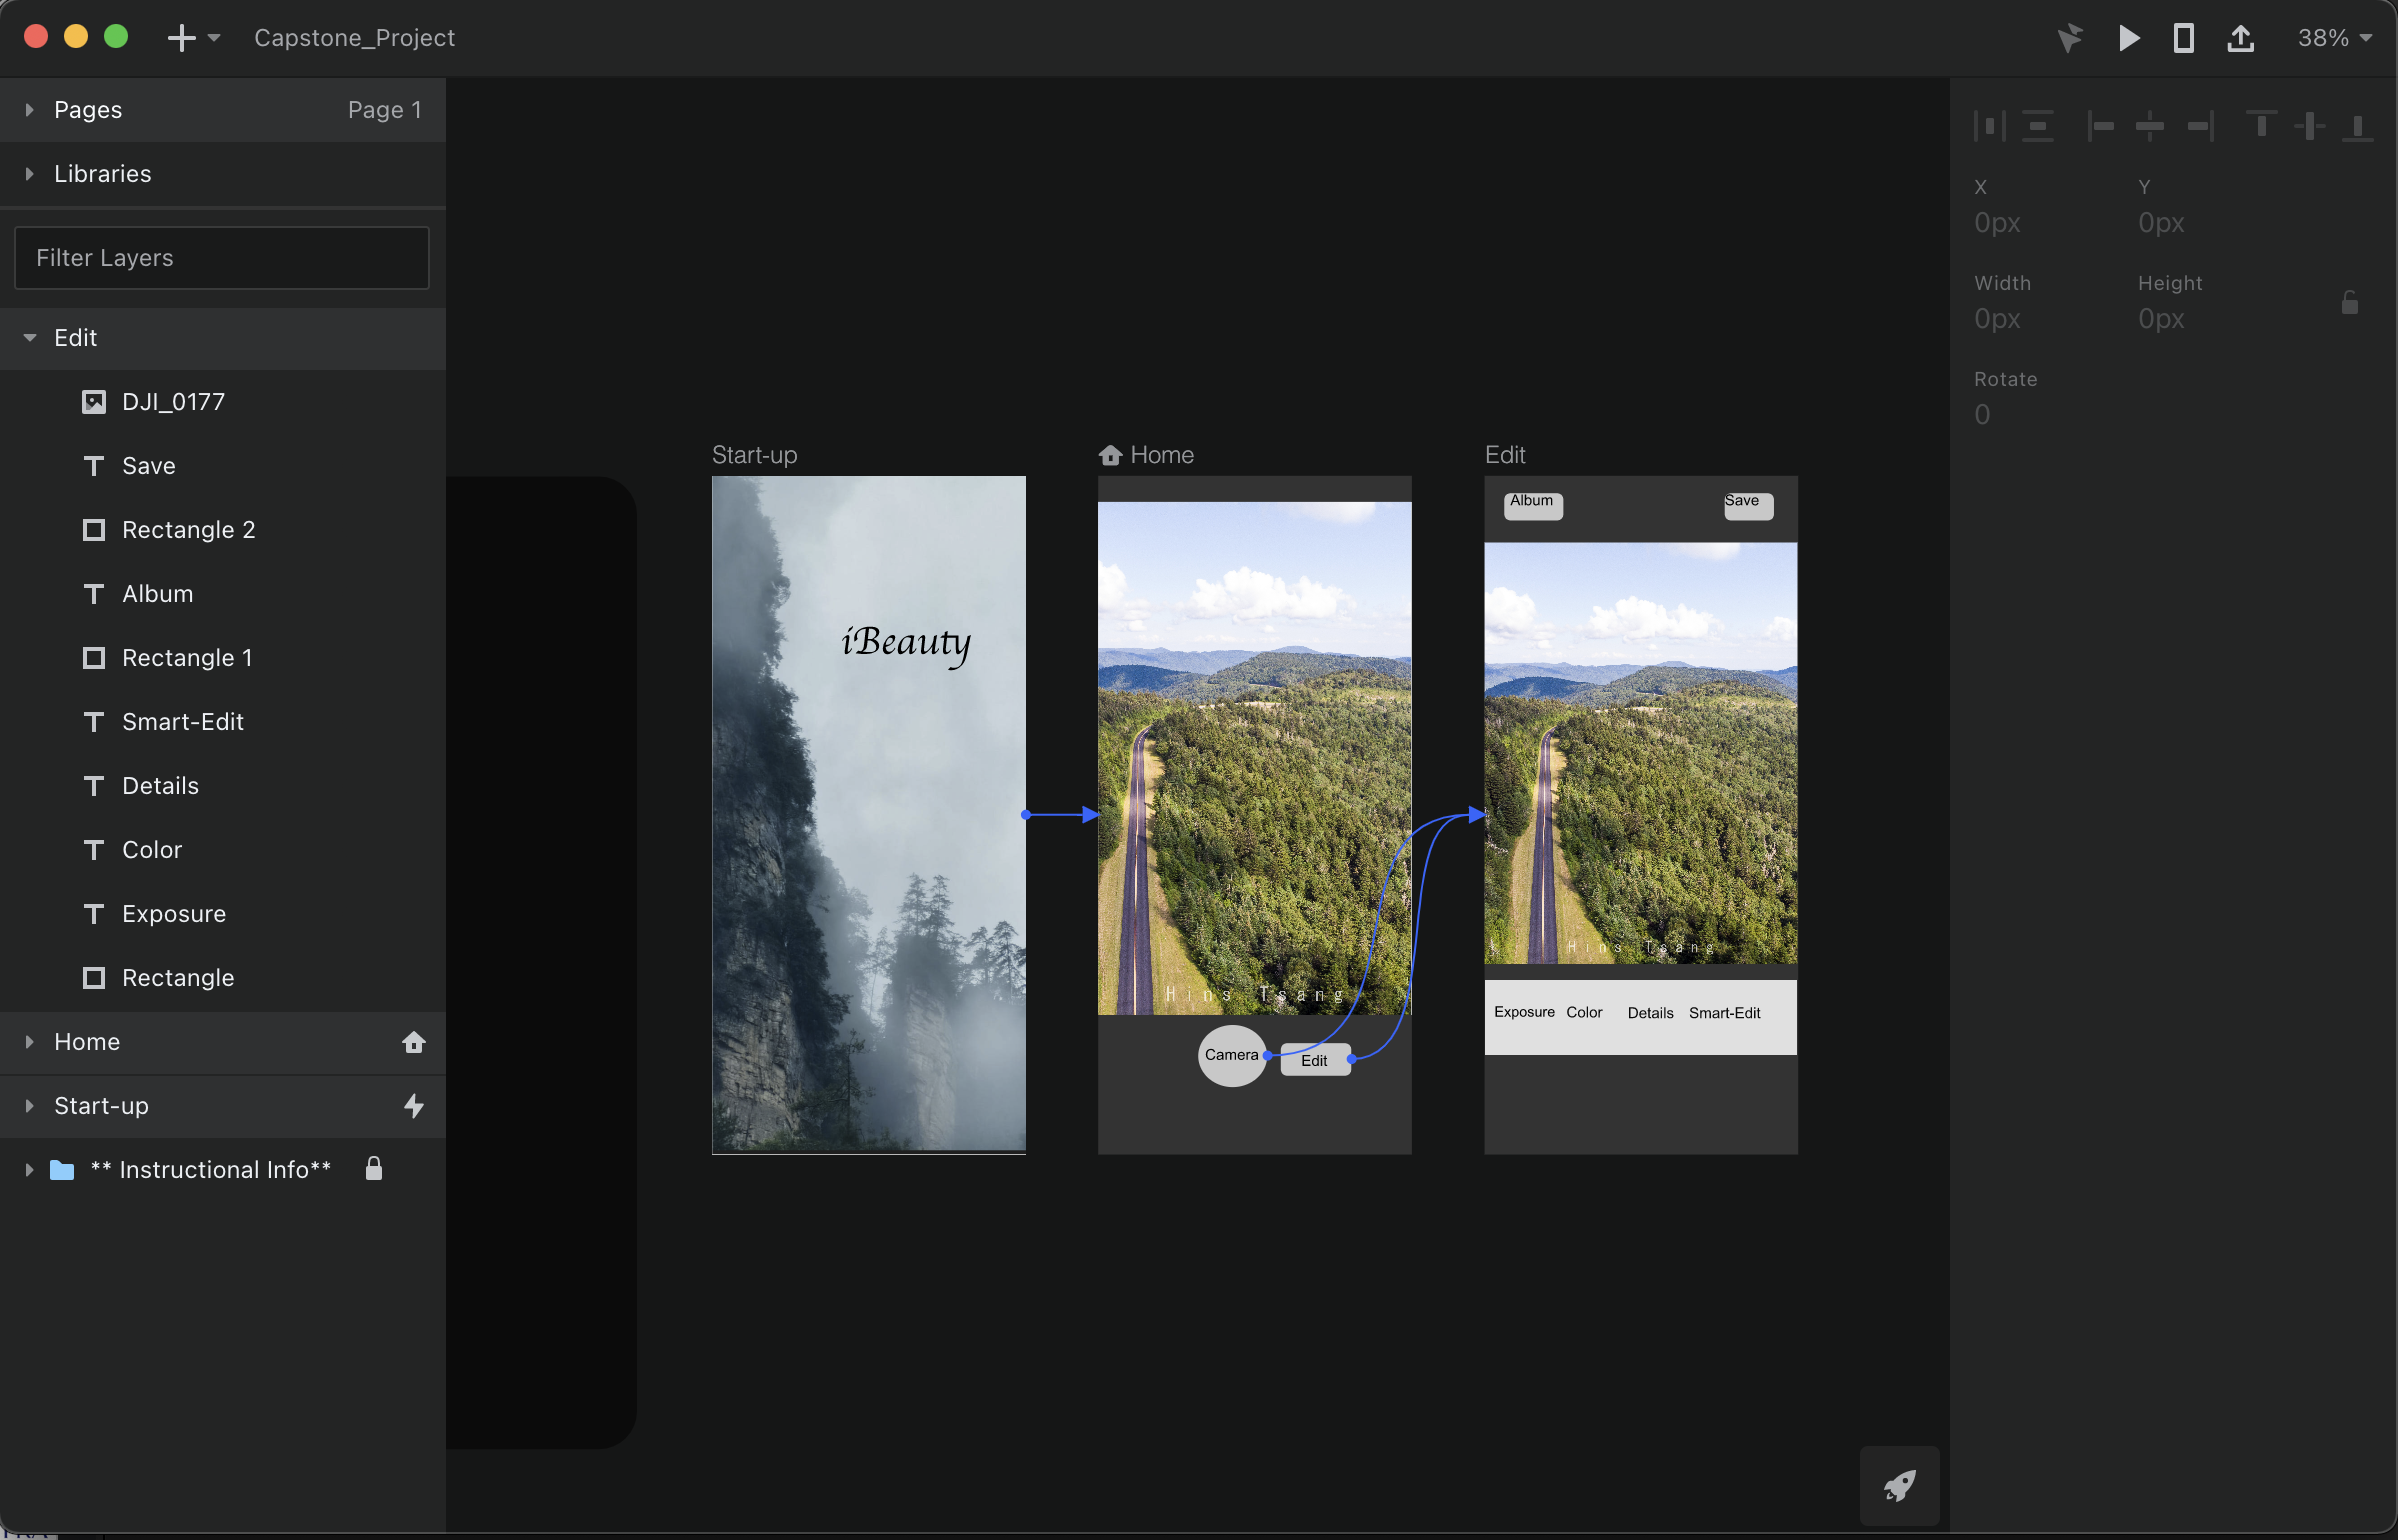 Capstone_Project
38%
Pages Page 1
Libraries
Filter Layers
Edit
DJI_0177
Save
Rectangle 2
Album
Rectangle 1
Smart-Edit
Details
Color
Exposure
Rectangle
Home
Start-up
** Instructional Info**
Start-up
iBeauty
Home
Hins Tsang
Camera
Edit
Edit
Album
Save
Hins Tsang
Exposure Color Details Smart-Edit
X Y
0px 0px
Width Height
0px 0px
Rotate
0